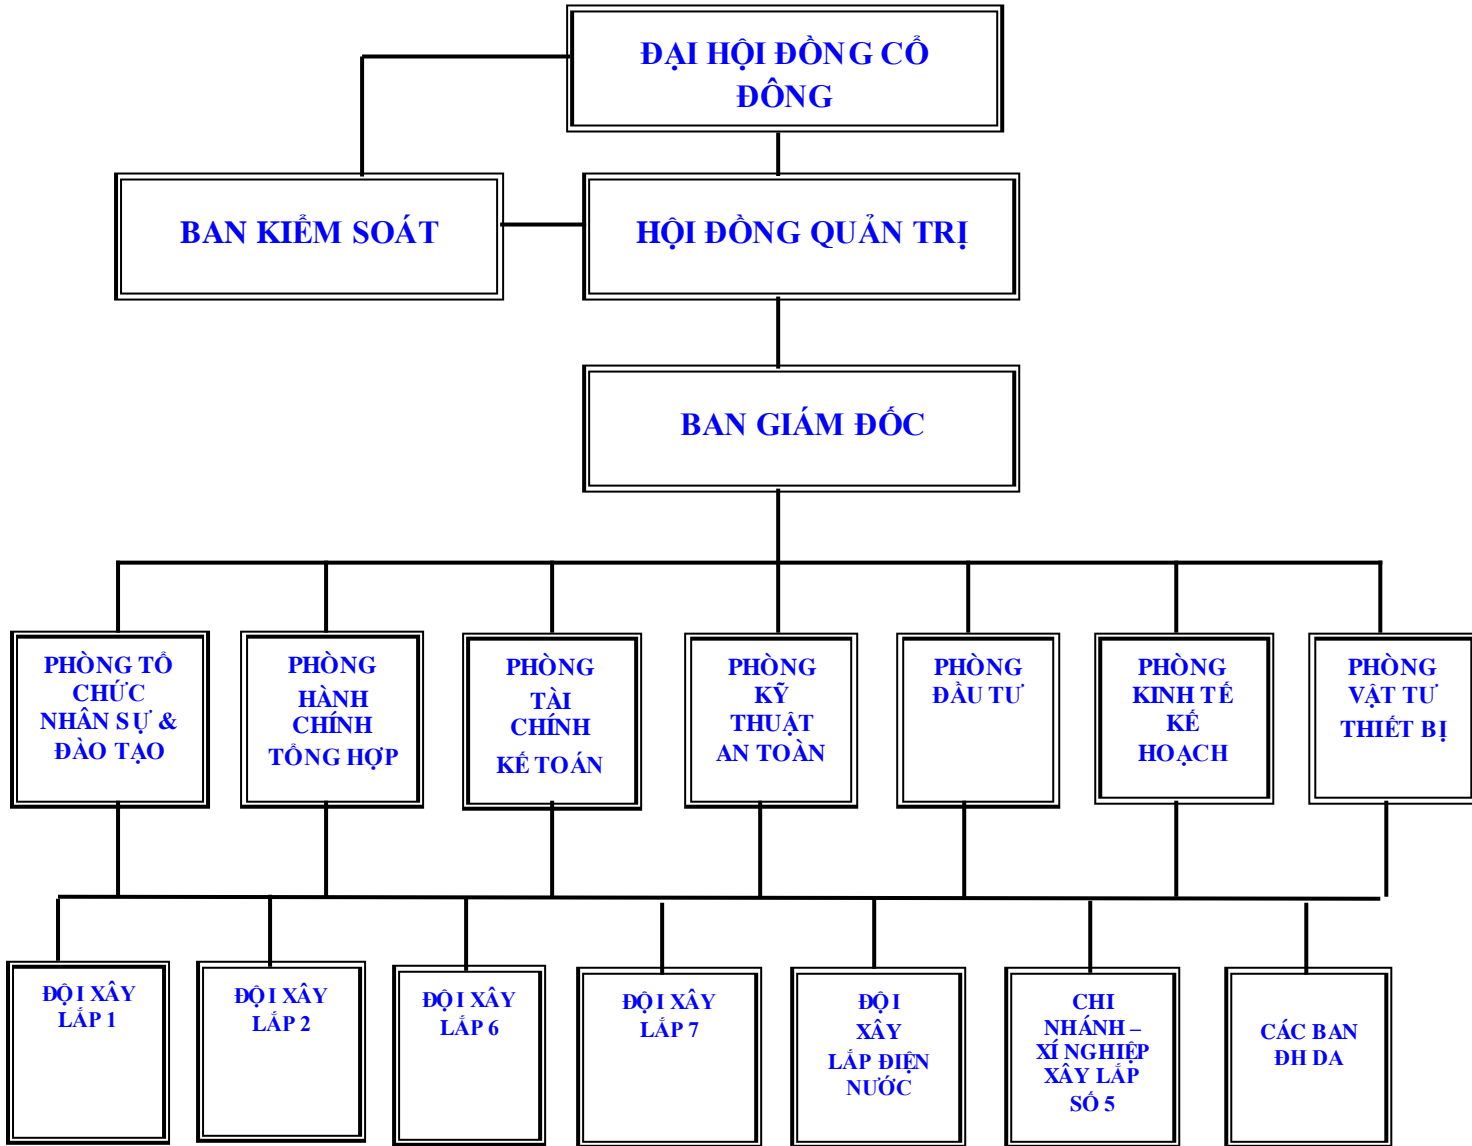 ĐẠI HỘI ĐỒNG CỔ
ĐÔNG
BAN KIỂM SOÁT
HỘI ĐỒNG QUẢN TRỊ
BAN GIÁM ĐỐC
PHÒNG TỔ
CHỨC
NHÂN SỰ &
ĐÀO TẠO
PHÒNG
HÀNH
CHÍNH
TỔNG HỢP
PHÒNG
TÀI
CHÍNH
KẾ TOÁN
PHÒNG
KỸ
THUẬT
AN TOÀN
PHÒNG
ĐẦU TƯ
PHÒNG
KINH TẾ
KẾ
HOẠCH
PHÒNG
VẬT TƯ
THIẾT BỊ
ĐỘI XÂY
LẮP 1
ĐỘI XÂY
LẮP 2
ĐỘI XÂY
LẮP 6
ĐỘI XÂY
LẮP 7
ĐỘI
XÂY
LẮP ĐIỆN
NƯỚC
CHI
NHÁNH –
XÍ NGHIỆP
XÂY LẮP
SỐ 5
CÁC BAN
ĐH DA